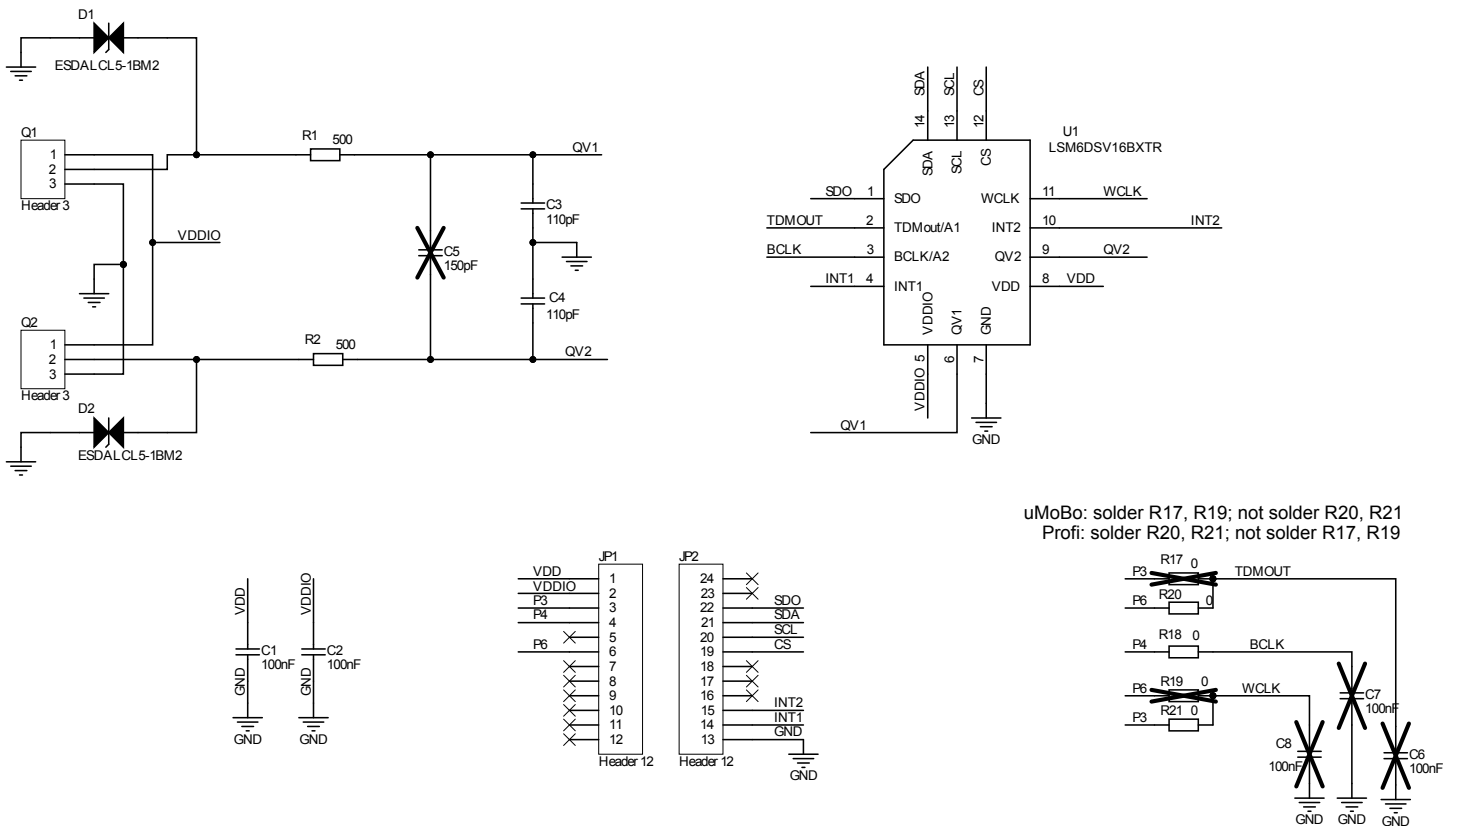 D1
ESDALCL5-1BM2
Q1
1
2
3
Header 3
VDDIO
Q2
1
2
3
Header 3
D2
ESDALCL5-1BM2
R1 500
QV1
C3
110pF
C5
150pF
C4
110pF
R2 500
QV2
SDA
SCL
CS
14
13
12
U1
LSM6DSV16BXTR
SDA
SCL
CS
SDO 1 SDO
WCLK 11 WCLK
TDMOUT 2 TDMout/A1
INT2 10 INT2
BCLK 3 BCLK/A2
QV2 9 QV2
INT1 4 INT1
VDD 8 VDD
VDDIO
QV1
GND
5
6
7
VDDIO
QV1
GND
uMoBo: solder R17, R19; not solder R20, R21
Profi: solder R20, R21; not solder R17, R19
VDD
C1
100nF
GND
GND
VDDIO
C2
100nF
GND
GND
JP1
VDD 1
VDDIO 2
P3 3
P4 4
5
P6 6
7
8
9
10
11
12
Header 12
JP2
24
23
22 SDO
21 SDA
20 SCL
19 CS
18
17
16
15 INT2
14 INT1
13 GND
Header 12
GND
R17 0
P3 TDMOUT
R20 0
P6
R18 0
P4 BCLK
R19 0
P6 WCLK
R21 0
P3
C7
100nF
C8
100nF
C6
100nF
GND GND GND